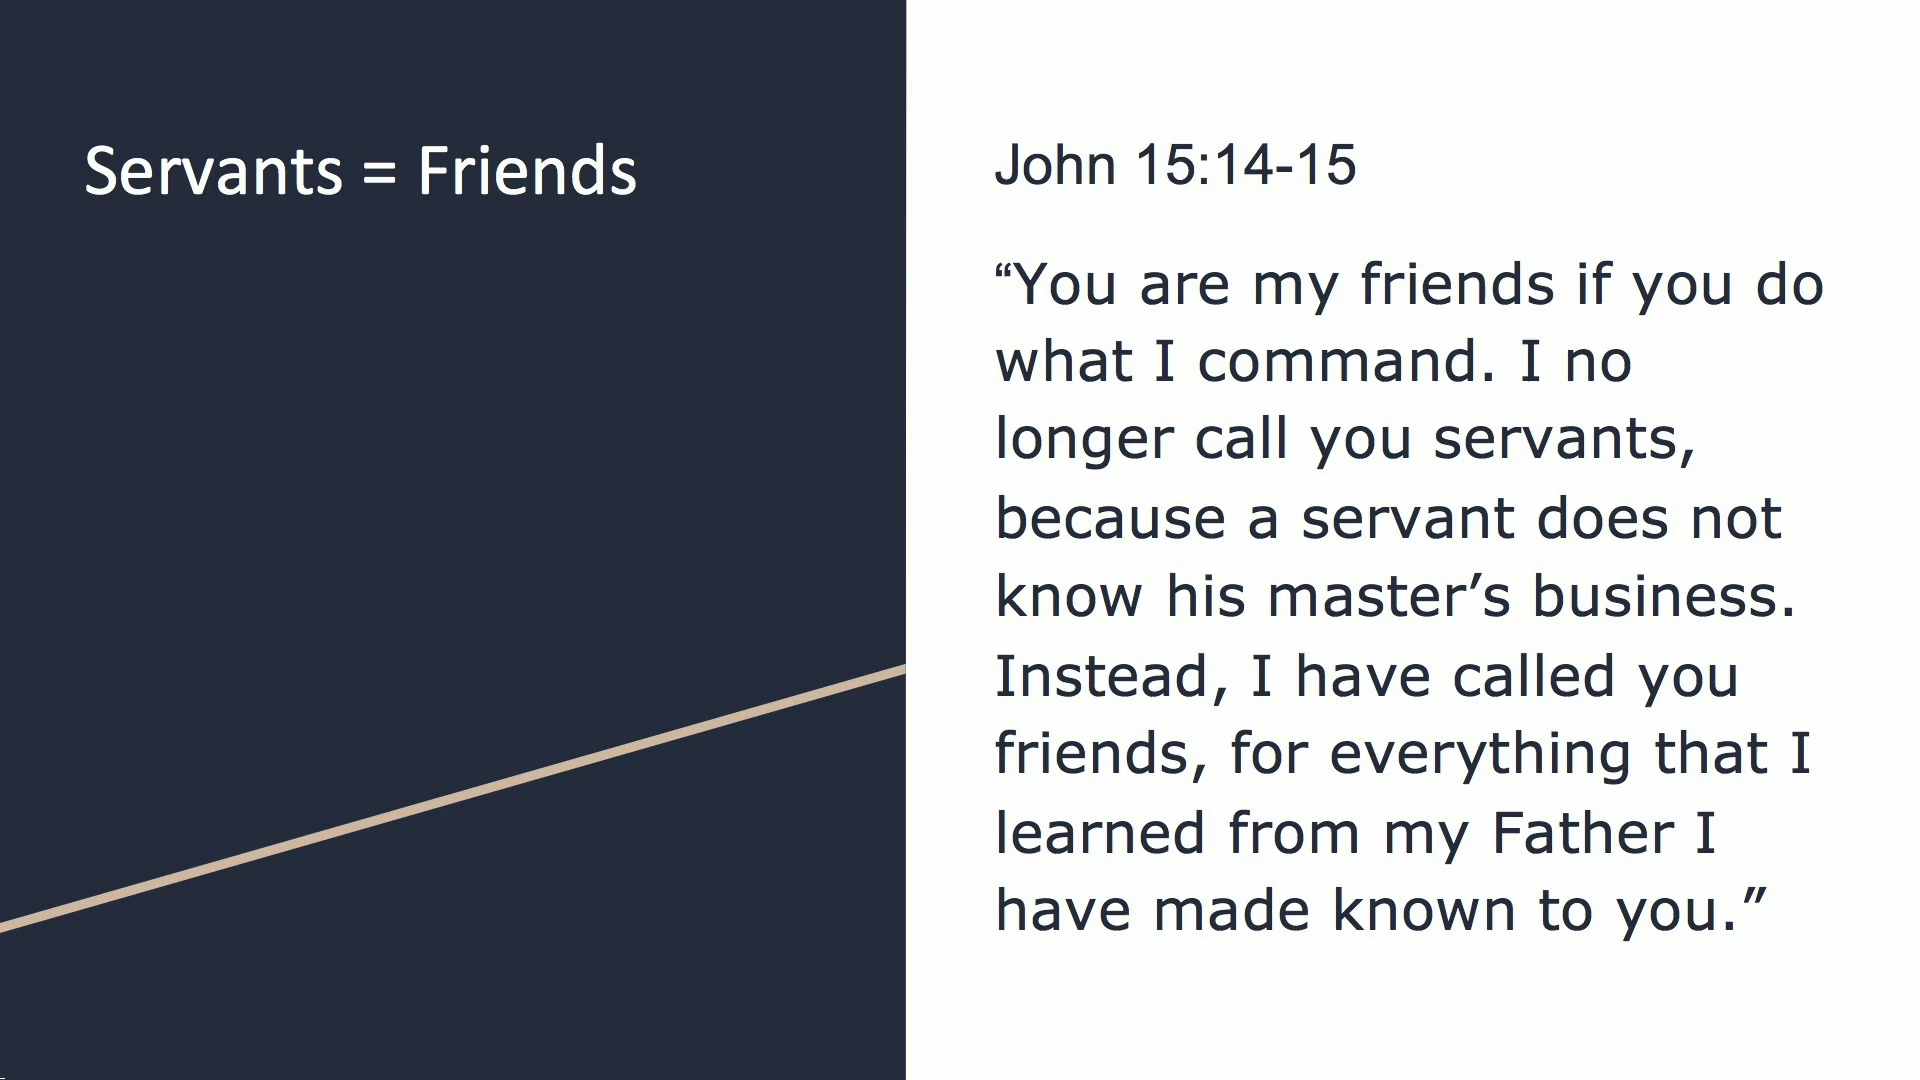 Servants = Friends
John 15:14-15
“You are my friends if you do
what I command. I no
longer call you servants,
because a servant does not
know his master’s business.
Instead, I have called you
friends, for everything that I
learned from my Father I
have made known to you.”